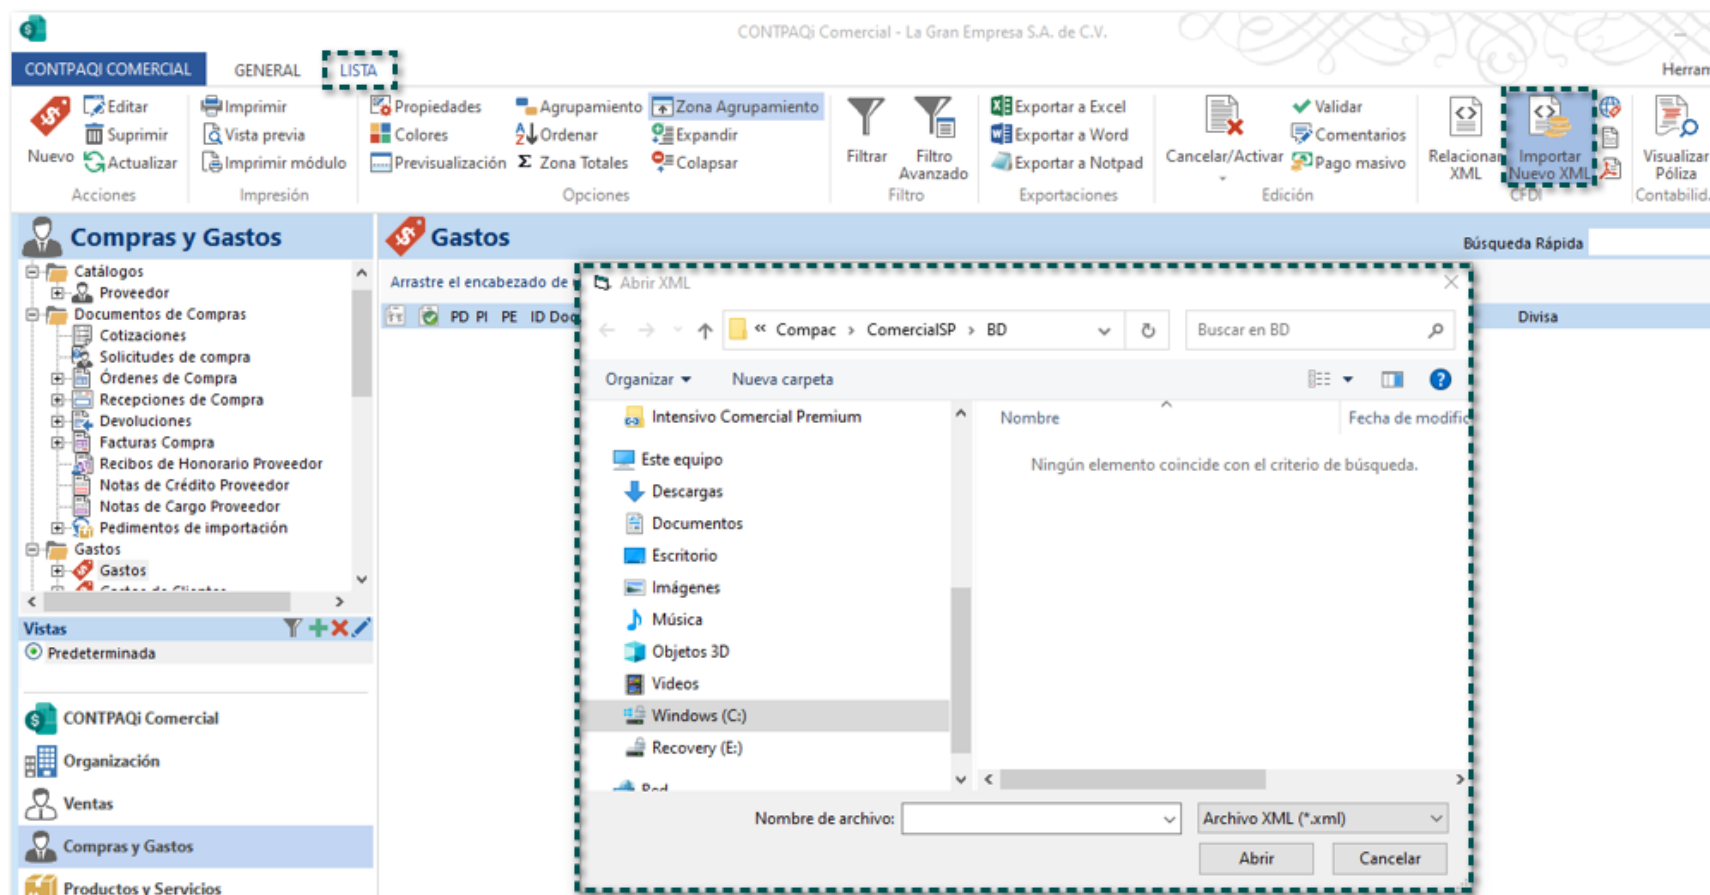 CONTPAQi Comercial - La Gran Empresa S.A. de C.V.
CONTPAQI COMERCIAL GENERAL LISTA
Nuevo
Editar
Suprimir
Actualizar
Acciones
Imprimir
Vista previa
Imprimir módulo
Impresión
Propiedades
Colores
Previsualización
Agrupamiento
Ordenar
Zona Totales
Zona Agrupamiento
Expandir
Colapsar
Opciones
Filtrar
Filtro
Avanzado
Filtro
Exportar a Excel
Exportar a Word
Exportar a Notpad
Exportaciones
Cancelar/Activar
Validar
Comentarios
Pago masivo
Edición
Relacionar
XML
Importar
Nuevo XML
CFDI
Visualizar
Póliza
Compras y Gastos
Catálogos
Proveedor
Documentos de Compras
Cotizaciones
Solicitudes de compra
Órdenes de Compra
Recepciones de Compra
Devoluciones
Facturas Compra
Recibos de Honorario Proveedor
Notas de Crédito Proveedor
Notas de Cargo Proveedor
Pedimentos de importación
Gastos
Gastos
Gastos de Clientes
Vistas
Predeterminada
CONTPAQi Comercial
Organización
Ventas
Compras y Gastos
Productos y Servicios
Gastos
Búsqueda Rápida
Arrastre el encabezado de
PD PI PE ID
Divisa
Abrir XML
« Compac › ComercialSP › BD
Buscar en BD
Organizar Nueva carpeta
Intensivo Comercial Premium
Este equipo
Descargas
Documentos
Escritorio
Imágenes
Música
Objetos 3D
Videos
Windows (C:)
Recovery (E:)
Red
Nombre Fecha de
Ningún elemento coincide con el criterio de búsqueda.
Nombre de archivo:
Archivo XML (*.xml)
Abrir Cancelar